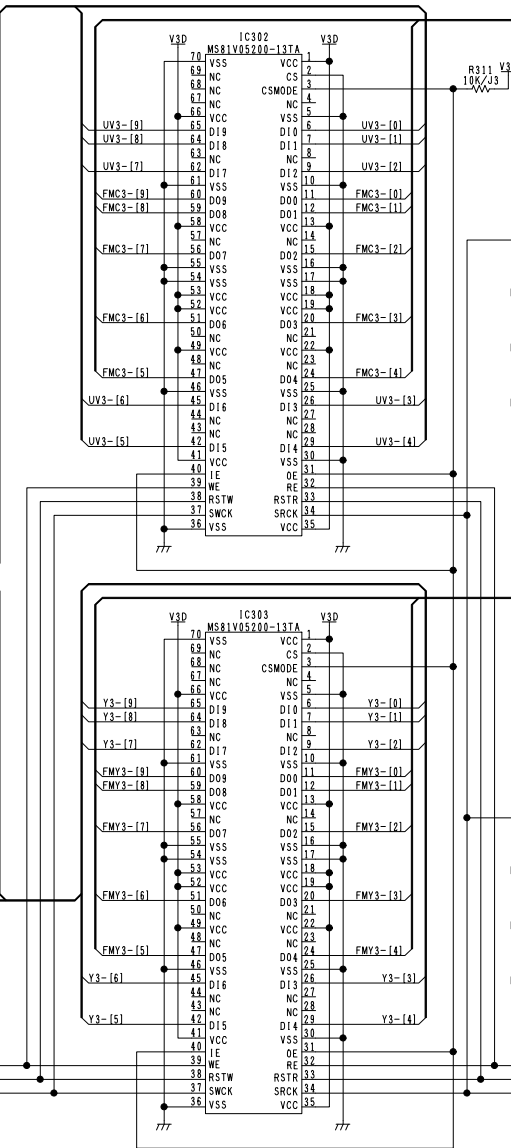 V3D IC302 V3D
MS81V05200-13TA
R311 V3
10K/J3
70 VSS VCC 1
69 NC CS 2
68 NC CSMODE 3
67 NC NC 4
66 VCC VSS 5
UV3-[9] 65 DI9 DI0 6 UV3-[0]
UV3-[8] 64 DI8 DI1 7 UV3-[1]
63 NC NC 8
UV3-[7] 62 DI7 DI2 9 UV3-[2]
61 VSS VSS 10
FMC3-[9] 60 DO9 DO0 11 FMC3-[0]
FMC3-[8] 59 DO8 DO1 12 FMC3-[1]
58 VCC VCC 13
57 NC NC 14
FMC3-[7] 56 DO7 DO2 15 FMC3-[2]
55 VSS VSS 16
54 VSS VSS 17
53 VCC VCC 18
52 VCC VCC 19
FMC3-[6] 51 DO6 DO3 20 FMC3-[3]
50 NC NC 21
49 VCC VCC 22
48 NC NC 23
FMC3-[5] 47 DO5 DO4 24 FMC3-[4]
46 VSS VSS 25
UV3-[6] 45 DI6 DI3 26 UV3-[3]
44 NC NC 27
43 NC NC 28
UV3-[5] 42 DI5 DI4 29 UV3-[4]
41 VCC VSS 30
40 IE OE 31
39 WE RE 32
38 RSTW RSTR 33
37 SWCK SRCK 34
36 VSS VCC 35
V3D IC303 V3D
MS81V05200-13TA
70 VSS VCC 1
69 NC CS 2
68 NC CSMODE 3
67 NC NC 4
66 VCC VSS 5
Y3-[9] 65 DI9 DI0 6 Y3-[0]
Y3-[8] 64 DI8 DI1 7 Y3-[1]
63 NC NC 8
Y3-[7] 62 DI7 DI2 9 Y3-[2]
61 VSS VSS 10
FMY3-[9] 60 DO9 DO0 11 FMY3-[0]
FMY3-[8] 59 DO8 DO1 12 FMY3-[1]
58 VCC VCC 13
57 NC NC 14
FMY3-[7] 56 DO7 DO2 15 FMY3-[2]
55 VSS VSS 16
54 VSS VSS 17
53 VCC VCC 18
52 VCC VCC 19
FMY3-[6] 51 DO6 DO3 20 FMY3-[3]
50 NC NC 21
49 VCC VCC 22
48 NC NC 23
FMY3-[5] 47 DO5 DO4 24 FMY3-[4]
46 VSS VSS 25
Y3-[6] 45 DI6 DI3 26 Y3-[3]
44 NC NC 27
43 NC NC 28
Y3-[5] 42 DI5 DI4 29 Y3-[4]
41 VCC VSS 30
40 IE OE 31
39 WE RE 32
38 RSTW RSTR 33
37 SWCK SRCK 34
36 VSS VCC 35